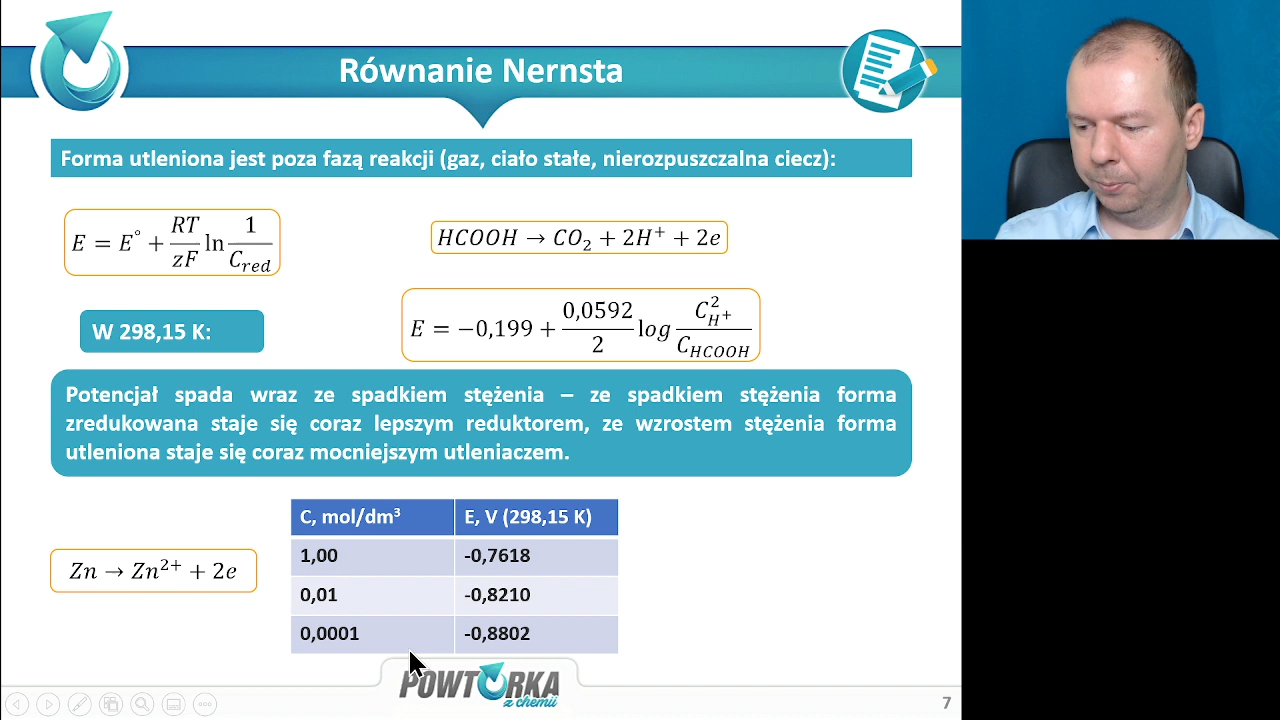 Równanie Nernsta
Forma utleniona jest poza fazą reakcji (gaz, ciało stałe, nierozpuszczalna ciecz):
E = E° + RT/zF ln 1/C_red
HCOOH → CO₂ + 2H⁺ + 2e
W 298,15 K:
E = −0,199 + 0,0592/2 log C²_H⁺/C_HCOOH
Potencjał spada wraz ze spadkiem stężenia – ze spadkiem stężenia forma
zredukowana staje się coraz lepszym reduktorem, ze wzrostem stężenia forma
utleniona staje się coraz mocniejszym utleniaczem.
Zn → Zn²⁺ + 2e
C, mol/dm³ E, V (298,15 K)
1,00 -0,7618
0,01 -0,8210
0,0001 -0,8802
POWTÓRKA
z chemii
7